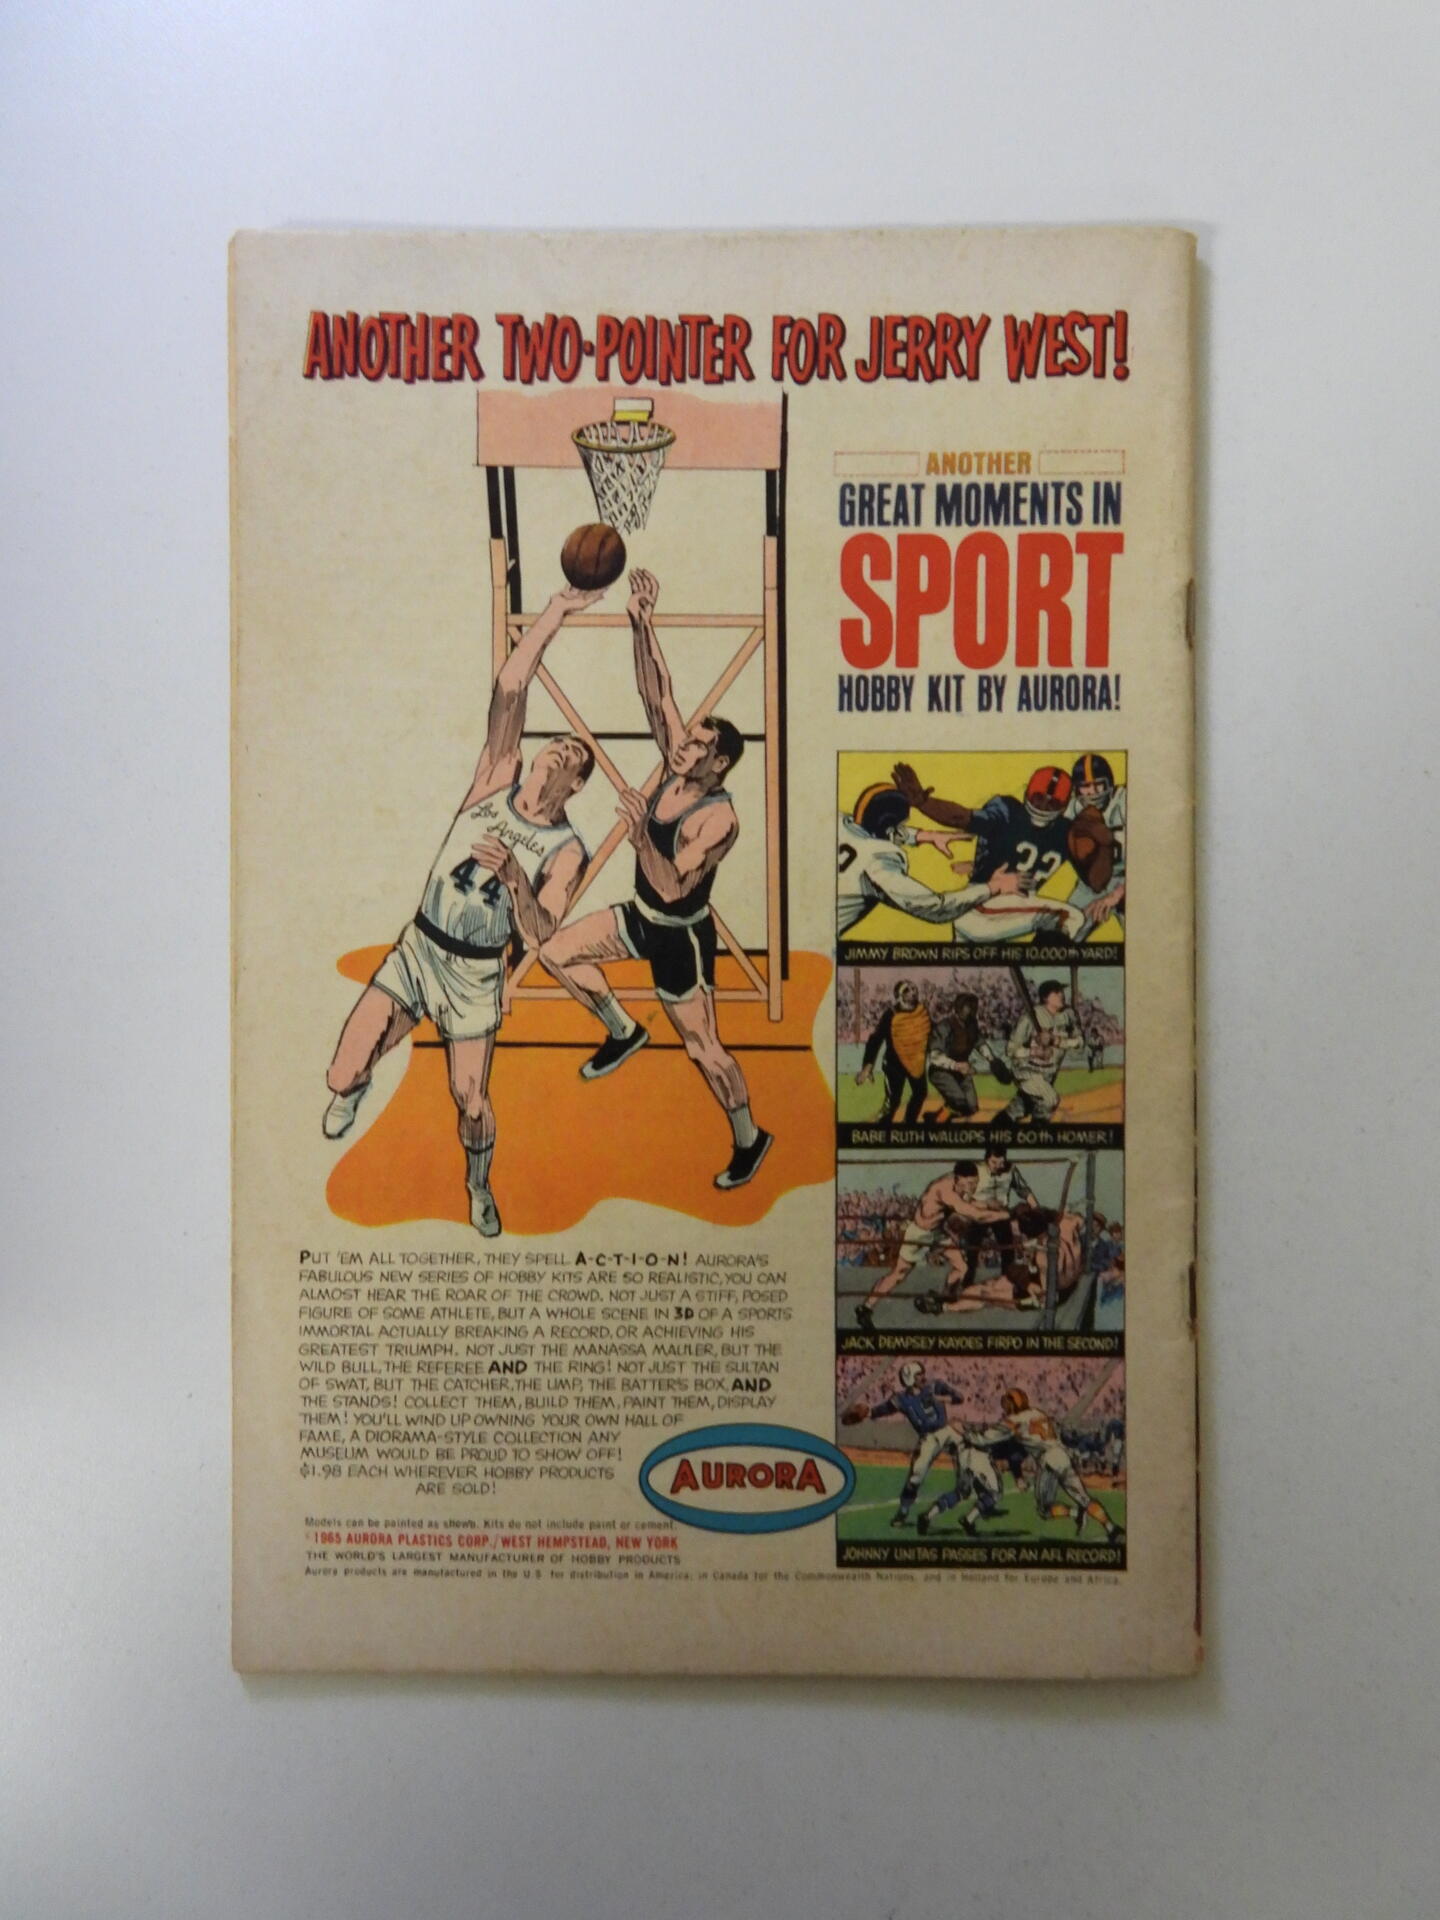 ANOTHER TWO-POINTER FOR JERRY WEST!
ANOTHER
GREAT MOMENTS IN
SPORT
HOBBY KIT BY AURORA!
Los
Angeles
44
32
JIMMY BROWN RIPS OFF HIS 10,000th YARD!
BABE RUTH WALLOPS HIS 60th HOMER!
JACK DEMPSEY KAYOES FIRPO IN THE SECOND!
JOHNNY UNITAS PASSES FOR AN AFL RECORD!
PUT 'EM ALL TOGETHER, THEY SPELL A-C-T-I-O-N! AURORA'S
FABULOUS NEW SERIES OF HOBBY KITS ARE SO REALISTIC, YOU CAN
ALMOST HEAR THE ROAR OF THE CROWD. NOT JUST A STIFF, POSED
FIGURE OF SOME ATHLETE, BUT A WHOLE SCENE IN 3D OF A SPORTS
IMMORTAL ACTUALLY BREAKING A RECORD, OR ACHIEVING HIS
GREATEST TRIUMPH. NOT JUST THE MANASSA MAULER, BUT THE
WILD BULL, THE REFEREE AND THE RING! NOT JUST THE SULTAN
OF SWAT, BUT THE CATCHER, THE UMP, THE BATTER'S BOX, AND
THE STANDS! COLLECT THEM, BUILD THEM, PAINT THEM, DISPLAY
THEM! YOU'LL WIND UP OWNING YOUR OWN HALL OF
FAME, A DIORAMA-STYLE COLLECTION ANY
MUSEUM WOULD BE PROUD TO SHOW OFF!
$1.98 EACH WHEREVER HOBBY PRODUCTS
ARE SOLD!
AURORA
Models can be painted as shown. Kits do not include paint or cement.
© 1965 AURORA PLASTICS CORP./WEST HEMPSTEAD, NEW YORK
THE WORLD'S LARGEST MANUFACTURER OF HOBBY PRODUCTS
Aurora products are manufactured in the U.S. for distribution in America; in Canada for the Commonwealth Nations, and in Holland for Europe and Africa.